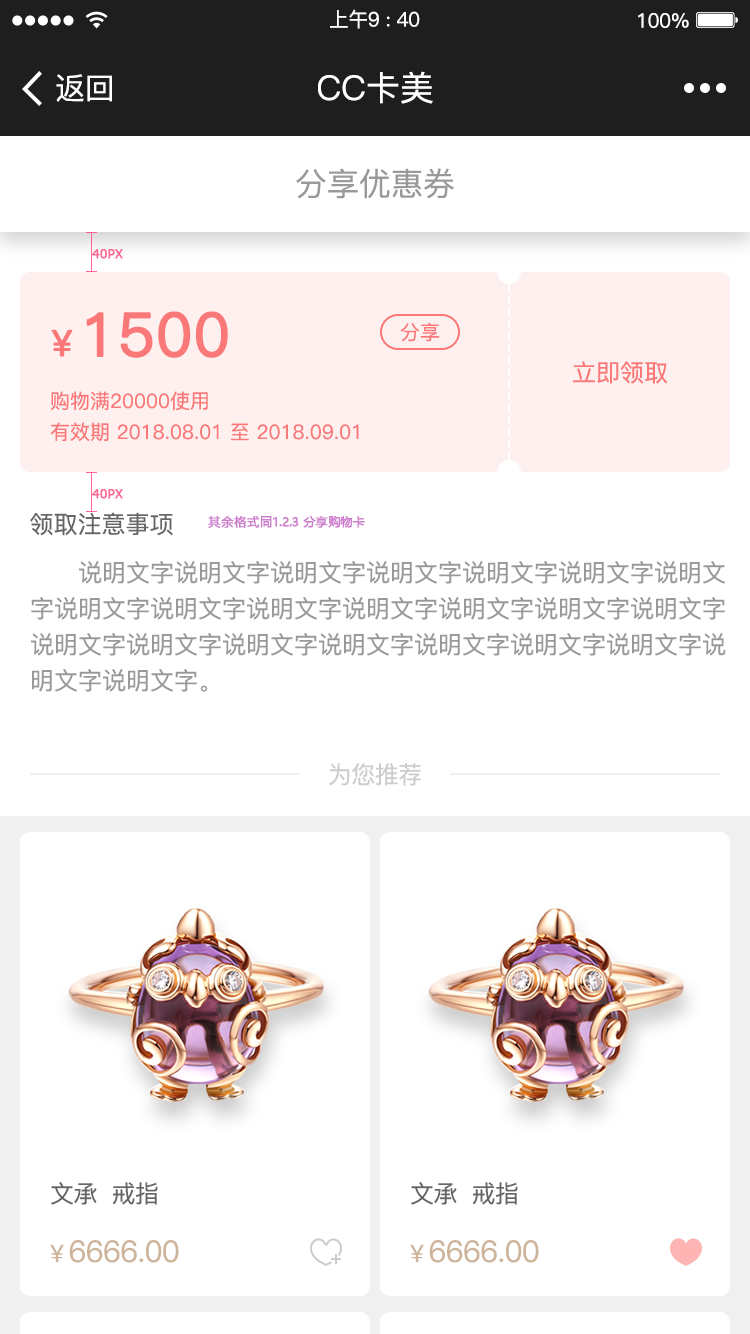 上午9 : 40
100%
返回
CC卡美
分享优惠券
40PX
¥1500
分享
立即领取
购物满20000使用
有效期 2018.08.01 至 2018.09.01
40PX
领取注意事项
其余格式同1.2.3 分享购物卡
说明文字说明文字说明文字说明文字说明文字说明文字说明文
字说明文字说明文字说明文字说明文字说明文字说明文字说明文字
说明文字说明文字说明文字说明文字说明文字说明文字说明文字说
明文字说明文字。
为您推荐
文承 戒指
¥6666.00
文承 戒指
¥6666.00